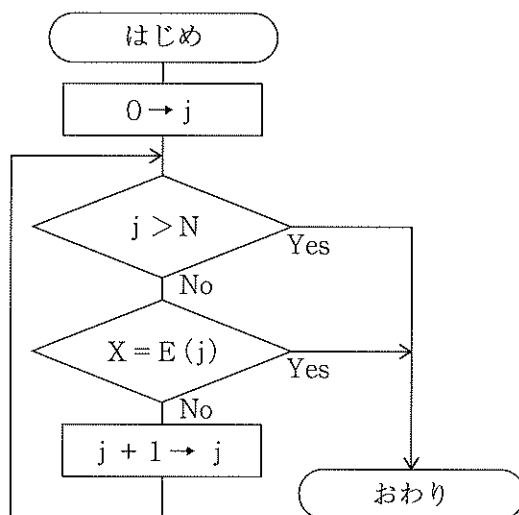 はじめ
0 → j
j > N
Yes
No
X = E (j)
Yes
No
j + 1 → j
おわり